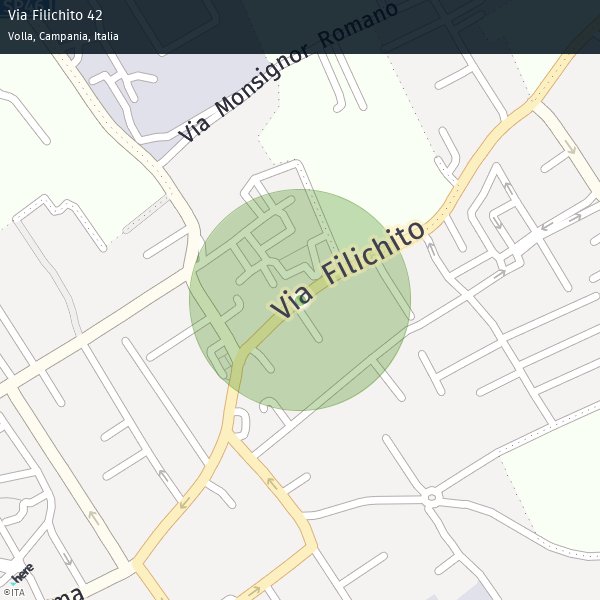 Via Filichito 42
Volla, Campania, Italia
Via Monsignor Romano
Via Filichito
here
©ITA